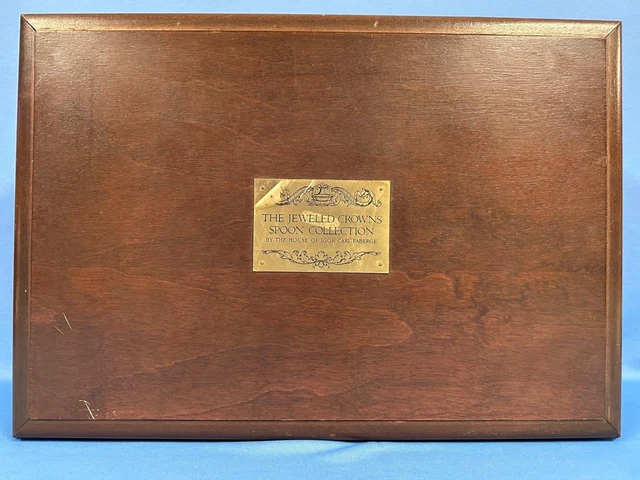 THE JEWELED CROWNS
SPOON COLLECTION
BY THE HOUSE OF IGOR CARL FABERGE